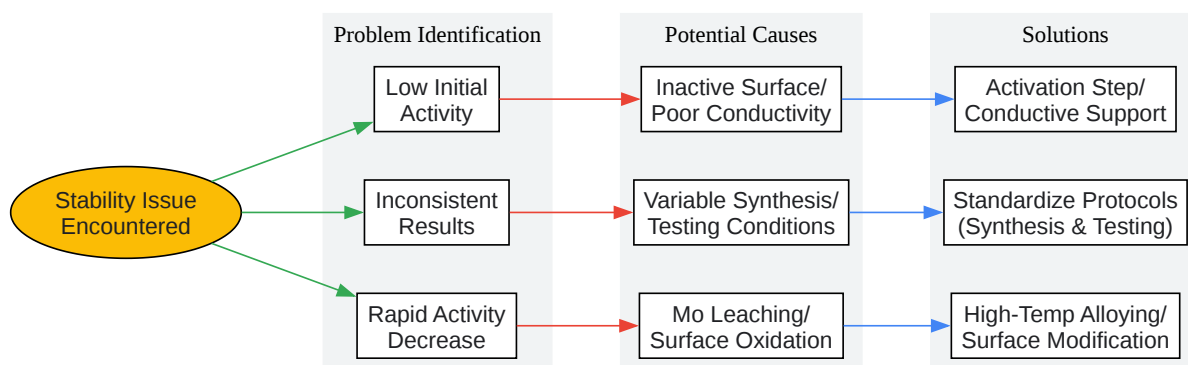 Problem Identification
Potential Causes
Solutions
Stability Issue
Encountered
Low Initial
Activity
Inactive Surface/
Poor Conductivity
Activation Step/
Conductive Support
Inconsistent
Results
Variable Synthesis/
Testing Conditions
Standardize Protocols
(Synthesis & Testing)
Rapid Activity
Decrease
Mo Leaching/
Surface Oxidation
High-Temp Alloying/
Surface Modification